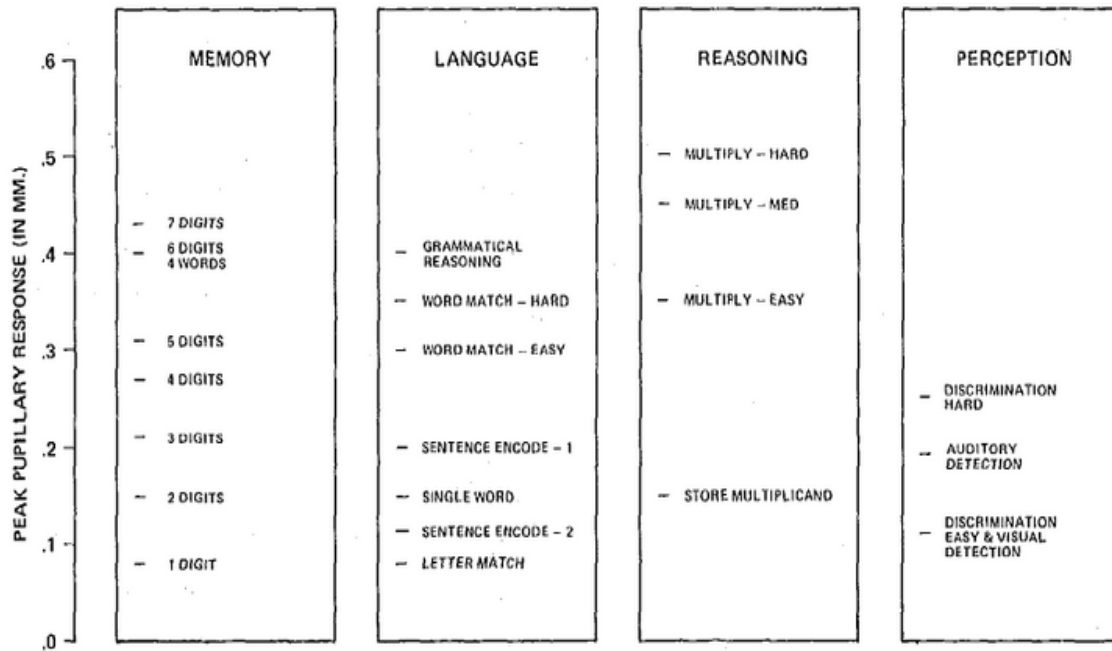 PEAK PUPILLARY RESPONSE (IN MM.)
.6
.5
.4
.3
.2
.1
.0
MEMORY
7 DIGITS
6 DIGITS
4 WORDS
5 DIGITS
4 DIGITS
3 DIGITS
2 DIGITS
1 DIGIT
LANGUAGE
GRAMMATICAL
REASONING
WORD MATCH – HARD
WORD MATCH – EASY
SENTENCE ENCODE – 1
SINGLE WORD
SENTENCE ENCODE – 2
LETTER MATCH
REASONING
MULTIPLY – HARD
MULTIPLY – MED
MULTIPLY – EASY
STORE MULTIPLICAND
PERCEPTION
DISCRIMINATION
HARD
AUDITORY
DETECTION
DISCRIMINATION
EASY & VISUAL
DETECTION